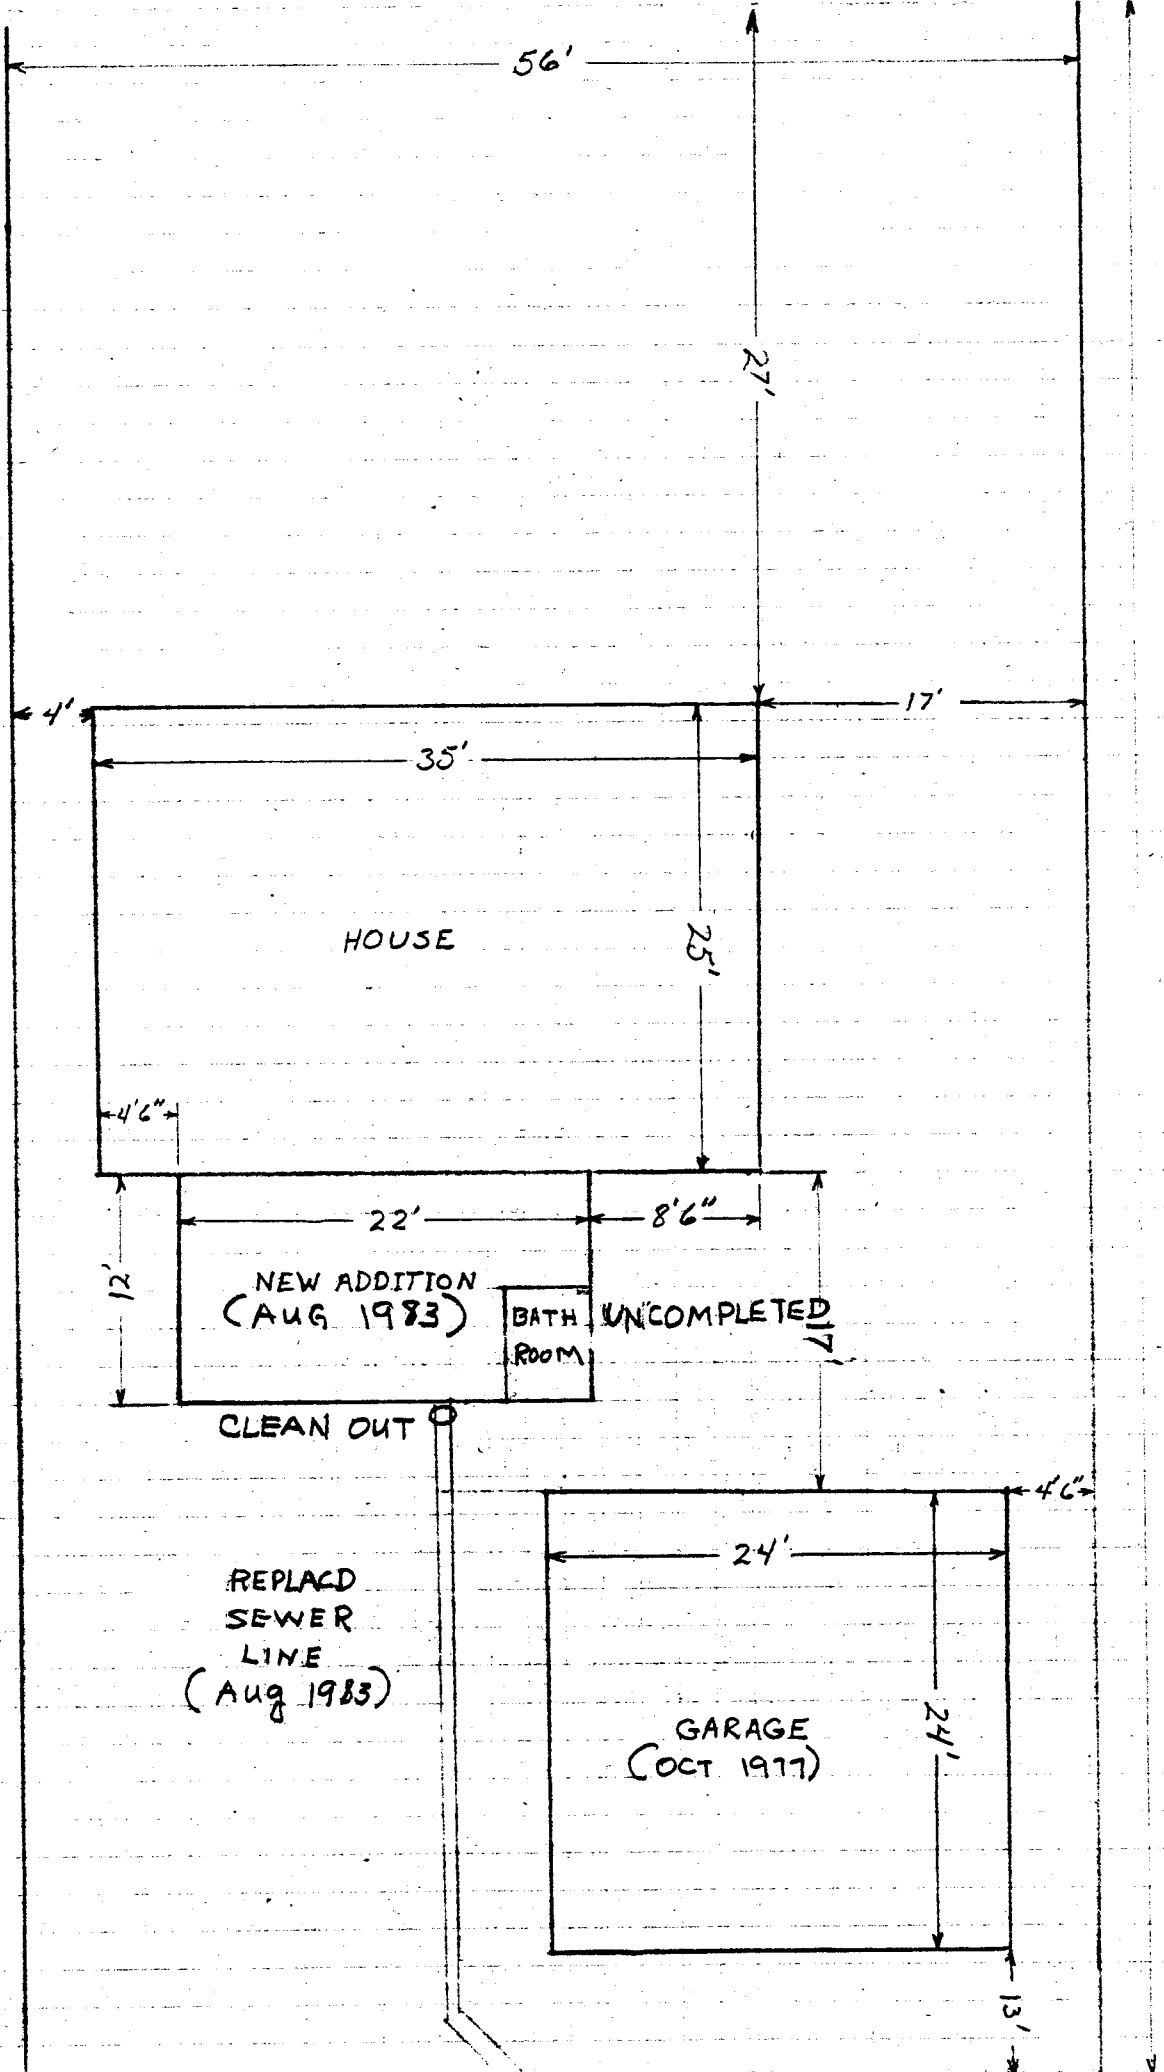 56'
27'
4'
17'
35'
HOUSE
25'
4'6"
22'
8'6"
12'
NEW ADDITION
(AUG 1983)
BATH
ROOM
UNCOMPLETED
17'
CLEAN OUT
4'6"
24'
REPLACD
SEWER
LINE
(Aug 1983)
GARAGE
(OCT 1977)
24'
13'